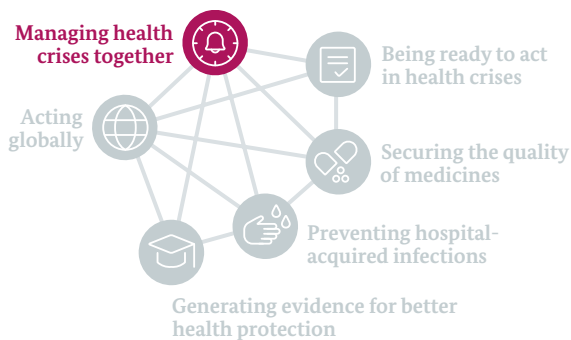 Managing health
crises together
Being ready to act
in health crises
Acting
globally
Securing the quality
of medicines
Preventing hospital-
acquired infections
Generating evidence for better
health protection